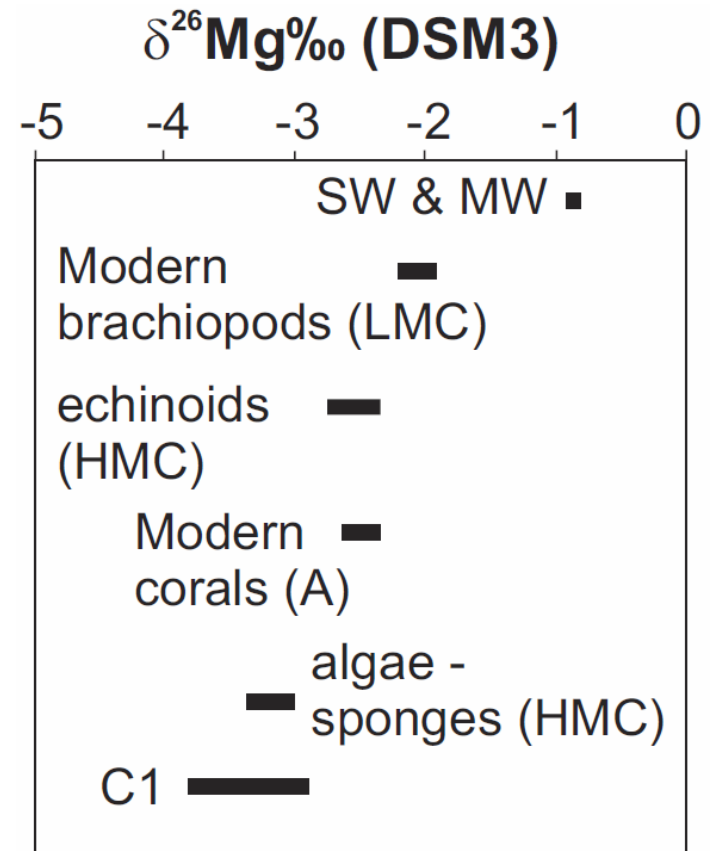 δ²⁶Mg‰ (DSM3)
-5 -4 -3 -2 -1 0
SW & MW
Modern
brachiopods (LMC)
echinoids
(HMC)
Modern
corals (A)
algae -
sponges (HMC)
C1